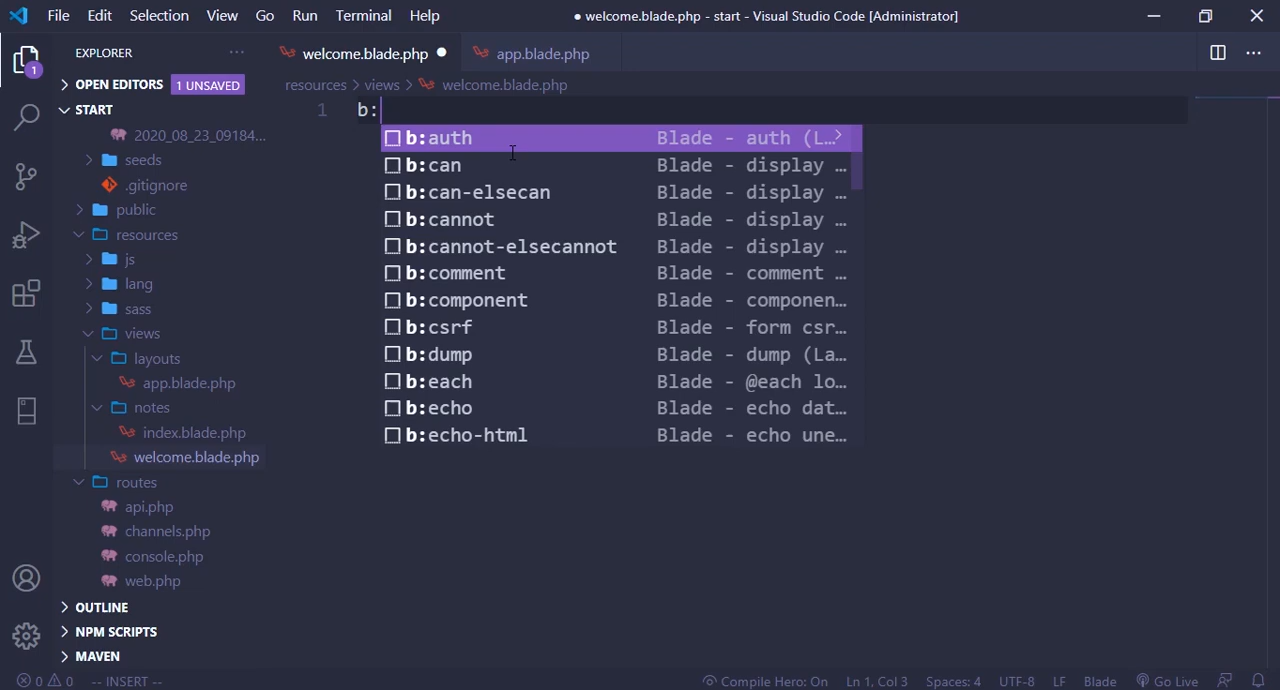 File Edit Selection View Go Run Terminal Help
● welcome.blade.php - start - Visual Studio Code [Administrator]
EXPLORER ···
welcome.blade.php ●
app.blade.php
OPEN EDITORS 1 UNSAVED
resources > views > welcome.blade.php
START
2020_08_23_09184...
seeds
.gitignore
public
resources
js
lang
sass
views
layouts
app.blade.php
notes
index.blade.php
welcome.blade.php
routes
api.php
channels.php
console.php
web.php
OUTLINE
NPM SCRIPTS
MAVEN
1
1 b:
b:auth Blade - auth (L…
b:can Blade - display …
b:can-elsecan Blade - display …
b:cannot Blade - display …
b:cannot-elsecannot Blade - display …
b:comment Blade - comment …
b:component Blade - componen…
b:csrf Blade - form csr…
b:dump Blade - dump (La…
b:each Blade - @each lo…
b:echo Blade - echo dat…
b:echo-html Blade - echo une…
0 0 -- INSERT -- Compile Hero: On Ln 1, Col 3 Spaces: 4 UTF-8 LF Blade Go Live